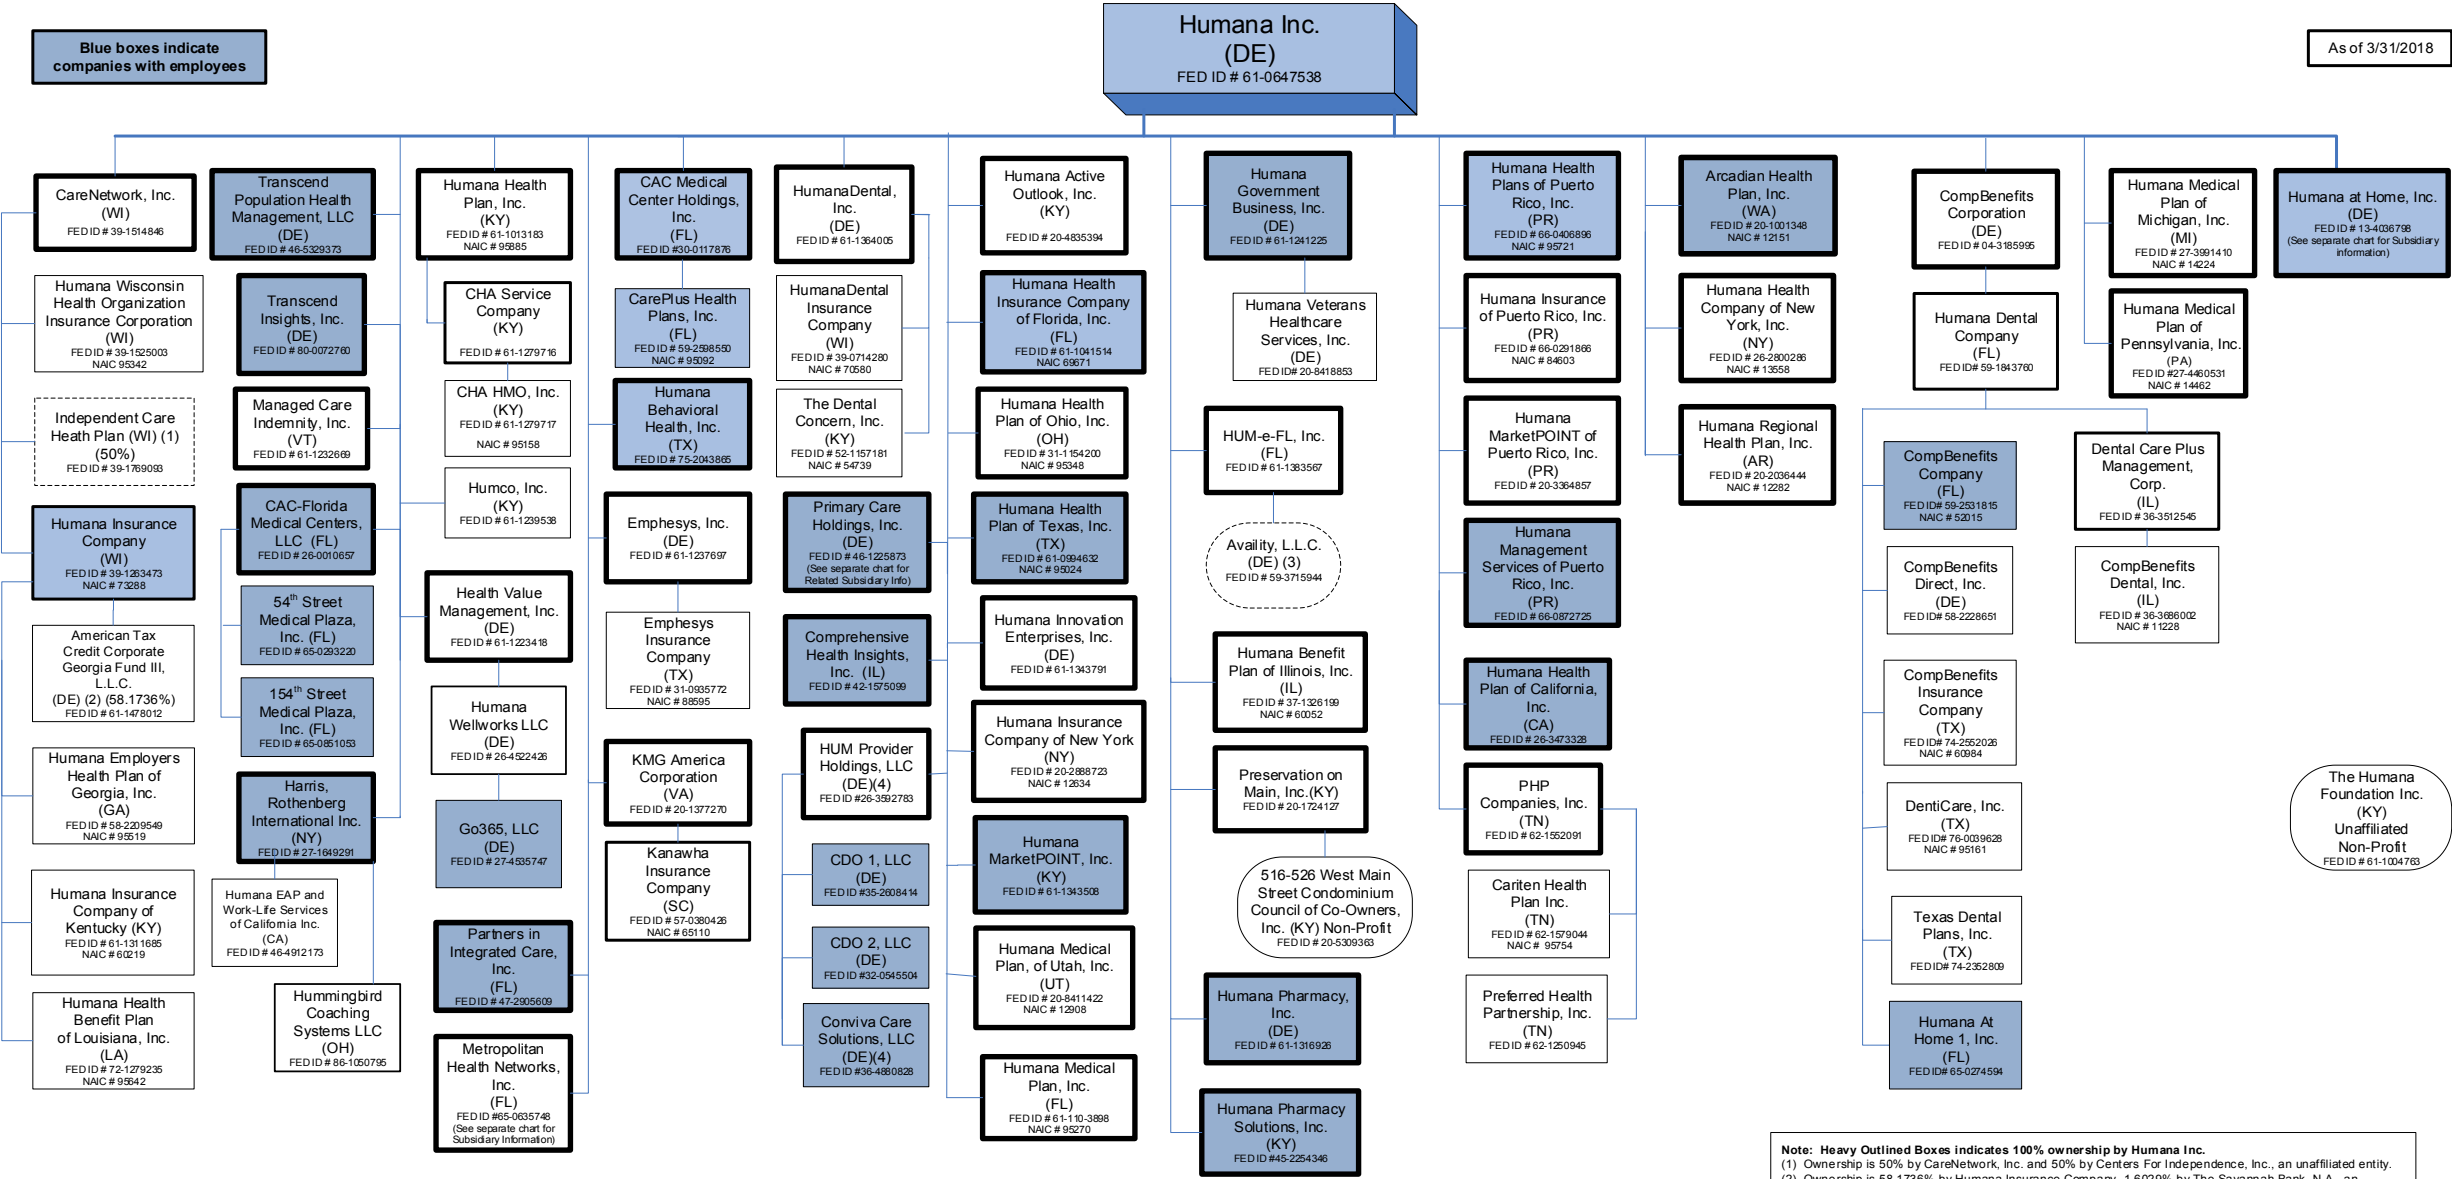 Blue boxes indicate
companies with employees
Humana Inc.
(DE)
FED ID # 61-0647538
As of 3/31/2018
CareNetwork, Inc.
(WI)
FED ID # 39-1514846
Humana Wisconsin
Health Organization
Insurance Corporation
(WI)
FED ID # 39-1525003
NAIC 95342
Independent Care
Heath Plan (WI) (1)
(50%)
FED ID # 39-1769093
Humana Insurance
Company
(WI)
FED ID # 39-1263473
NAIC # 73288
American Tax
Credit Corporate
Georgia Fund III,
L.L.C.
(DE) (2) (58.1736%)
FED ID # 61-1478012
Humana Employers
Health Plan of
Georgia, Inc.
(GA)
FED ID # 58-2209549
NAIC # 95519
Humana Insurance
Company of
Kentucky (KY)
FED ID # 61-1311685
NAIC # 60219
Humana Health
Benefit Plan
of Louisiana, Inc.
(LA)
FED ID # 72-1279235
NAIC # 95642
Transcend
Population Health
Management, LLC
(DE)
FED ID # 46-5329373
Transcend
Insights, Inc.
(DE)
FED ID # 80-0072760
Managed Care
Indemnity, Inc.
(VT)
FED ID # 61-1232669
CAC-Florida
Medical Centers,
LLC (FL)
FED ID # 26-0010657
54th Street
Medical Plaza,
Inc. (FL)
FED ID # 65-0293220
154th Street
Medical Plaza,
Inc. (FL)
FED ID # 65-0851053
Harris,
Rothenberg
International Inc.
(NY)
FED ID # 27-1649291
Humana EAP and
Work-Life Services
of California Inc.
(CA)
FED ID # 46-4912173
Hummingbird
Coaching
Systems LLC
(OH)
FED ID # 86-1050795
Humana Health
Plan, Inc.
(KY)
FED ID # 61-1013183
NAIC # 95885
CHA Service
Company
(KY)
FED ID # 61-1279716
CHA HMO, Inc.
(KY)
FED ID # 61-1279717
NAIC # 95158
Humco, Inc.
(KY)
FED ID # 61-1239538
Health Value
Management, Inc.
(DE)
FED ID # 61-1223418
Humana
Wellworks LLC
(DE)
FED ID # 26-4522426
Go365, LLC
(DE)
FED ID # 27-4535747
Partners in
Integrated Care,
Inc.
(FL)
FED ID # 47-2905609
Metropolitan
Health Networks,
Inc.
(FL)
FED ID #65-0635748
(See separate chart for
Subsidiary Information)
CAC Medical
Center Holdings,
Inc.
(FL)
FED ID #30-0117876
CarePlus Health
Plans, Inc.
(FL)
FED ID # 59-2598550
NAIC # 95092
Humana
Behavioral
Health, Inc.
(TX)
FED ID # 75-2043865
Emphesys, Inc.
(DE)
FED ID # 61-1237697
Emphesys
Insurance
Company
(TX)
FED ID # 31-0935772
NAIC # 88595
KMG America
Corporation
(VA)
FED ID # 20-1377270
Kanawha
Insurance
Company
(SC)
FED ID # 57-0380426
NAIC # 65110
HumanaDental,
Inc.
(DE)
FED ID # 61-1364005
HumanaDental
Insurance
Company
(WI)
FED ID # 39-0714280
NAIC # 70580
The Dental
Concern, Inc.
(KY)
FED ID # 52-1157181
NAIC # 54739
Primary Care
Holdings, Inc.
(DE)
FED ID # 46-1225873
(See separate chart for
Related Subsidiary Info)
Comprehensive
Health Insights,
Inc. (IL)
FED ID # 42-1575099
HUM Provider
Holdings, LLC
(DE)(4)
FED ID #26-3592783
CDO 1, LLC
(DE)
FED ID #35-2608414
CDO 2, LLC
(DE)
FED ID #32-0545504
Conviva Care
Solutions, LLC
(DE)(4)
FED ID #36-4880828
Humana Active
Outlook, Inc.
(KY)
FED ID # 20-4835394
Humana Health
Insurance Company
of Florida, Inc.
(FL)
FED ID # 61-1041514
NAIC 69671
Humana Health
Plan of Ohio, Inc.
(OH)
FED ID # 31-1154200
NAIC # 95348
Humana Health
Plan of Texas, Inc.
(TX)
FED ID # 61-0994632
NAIC # 95024
Humana Innovation
Enterprises, Inc.
(DE)
FED ID # 61-1343791
Humana Insurance
Company of New York
(NY)
FED ID # 20-2888723
NAIC # 12634
Humana
MarketPOINT, Inc.
(KY)
FED ID # 61-1343508
Humana Medical
Plan, of Utah, Inc.
(UT)
FED ID # 20-8411422
NAIC # 12908
Humana Medical
Plan, Inc.
(FL)
FED ID # 61-110-3898
NAIC # 95270
Humana
Government
Business, Inc.
(DE)
FED ID # 61-1241225
Humana Veterans
Healthcare
Services, Inc.
(DE)
FED ID# 20-8418853
HUM-e-FL, Inc.
(FL)
FED ID # 61-1383567
Availity, L.L.C.
(DE) (3)
FED ID # 59-3715944
Humana Benefit
Plan of Illinois, Inc.
(IL)
FED ID # 37-1326199
NAIC # 60052
Preservation on
Main, Inc.(KY)
FED ID # 20-1724127
516-526 West Main
Street Condominium
Council of Co-Owners,
Inc. (KY) Non-Profit
FED ID # 20-5309363
Humana Pharmacy,
Inc.
(DE)
FED ID # 61-1316926
Humana Pharmacy
Solutions, Inc.
(KY)
FED ID #45-2254346
Humana Health
Plans of Puerto
Rico, Inc.
(PR)
FED ID # 66-0406896
NAIC # 95721
Humana Insurance
of Puerto Rico, Inc.
(PR)
FED ID # 66-0291866
NAIC # 84603
Humana
MarketPOINT of
Puerto Rico, Inc.
(PR)
FED ID # 20-3364857
Humana
Management
Services of Puerto
Rico, Inc.
(PR)
FED ID # 66-0872725
Humana Health
Plan of California,
Inc.
(CA)
FED ID # 26-3473328
PHP
Companies, Inc.
(TN)
FED ID # 62-1552091
Cariten Health
Plan Inc.
(TN)
FED ID # 62-1579044
NAIC # 95754
Preferred Health
Partnership, Inc.
(TN)
FED ID # 62-1250945
Arcadian Health
Plan, Inc.
(WA)
FED ID # 20-1001348
NAIC # 12151
Humana Health
Company of New
York, Inc.
(NY)
FED ID # 26-2800286
NAIC # 13558
Humana Regional
Health Plan, Inc.
(AR)
FED ID # 20-2036444
NAIC # 12282
CompBenefits
Corporation
(DE)
FED ID # 04-3185995
Humana Dental
Company
(FL)
FED ID# 59-1843760
CompBenefits
Company
(FL)
FED ID# 59-2531815
NAIC # 52015
CompBenefits
Direct, Inc.
(DE)
FED ID# 58-2228651
CompBenefits
Insurance
Company
(TX)
FED ID# 74-2552026
NAIC # 60984
DentiCare, Inc.
(TX)
FED ID# 76-0039628
NAIC # 95161
Texas Dental
Plans, Inc.
(TX)
FED ID# 74-2352809
Humana At
Home 1, Inc.
(FL)
FED ID# 65-0274594
Dental Care Plus
Management,
Corp.
(IL)
FED ID # 36-3512545
CompBenefits
Dental, Inc.
(IL)
FED ID # 36-3686002
NAIC # 11228
Humana Medical
Plan of
Michigan, Inc.
(MI)
FED ID # 27-3991410
NAIC # 14224
Humana Medical
Plan of
Pennsylvania, Inc.
(PA)
FED ID #27-4460531
NAIC # 14462
Humana at Home, Inc.
(DE)
FED ID # 13-4036798
(See separate chart for Subsidiary
information)
The Humana
Foundation Inc.
(KY)
Unaffiliated
Non-Profit
FED ID # 61-1004763
Note: Heavy Outlined Boxes indicates 100% ownership by Humana Inc.
(1) Ownership is 50% by CareNetwork, Inc. and 50% by Centers For Independence, Inc., an unaffiliated entity.
(2) Ownership is 58.1736% by Humana Insurance Company, 1.6029% by The Savannah Bank, N.A., an